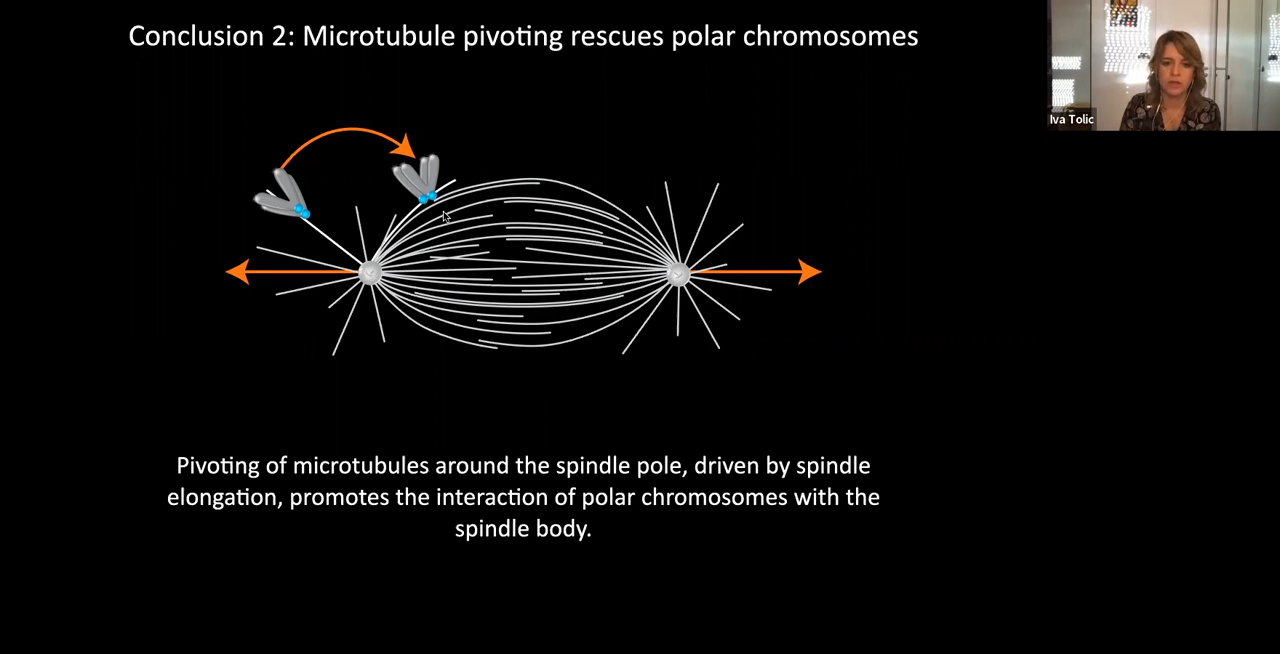 Conclusion 2: Microtubule pivoting rescues polar chromosomes
Iva Tolic
Pivoting of microtubules around the spindle pole, driven by spindle
elongation, promotes the interaction of polar chromosomes with the
spindle body.